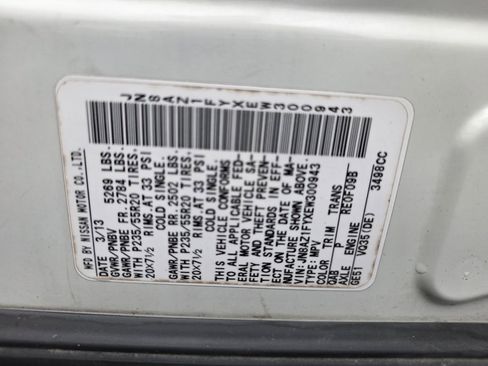 JN8AZ1FYXEW300943
MFD BY NISSAN MOTOR CO.,LTD.
DATE 3/13
GVWR/PNBV 5269 LBS.
GAWR/PNBE FR. 2784 LBS.
WITH P235/55R20 TIRES.
20X7½ RIMS.AT 33 PSI
COLD SINGLE.
GAWR/PNBE RR 2502 LBS.
WITH P235/55R20 TIRES.
20X7½ RIMS.AT 33 PSI
COLD SINGLE.
THIS VEHICLE CONFORMS
TO ALL APPLICABLE FED-
ERAL MOTOR VEHICLE SA-
FETY AND THEFT PREVEN-
TION STANDARDS IN EFF-
ECT ON THE DATE OF MA-
NUFACTURE SHOWN ABOVE.
V/N:JN8AZ1FYXEW300943
TYPE:MPV
COLOR TRIM TRANS
QAB RE0F09B
AXLE ENGINE
GE51 VQ35(DE) 3498CC